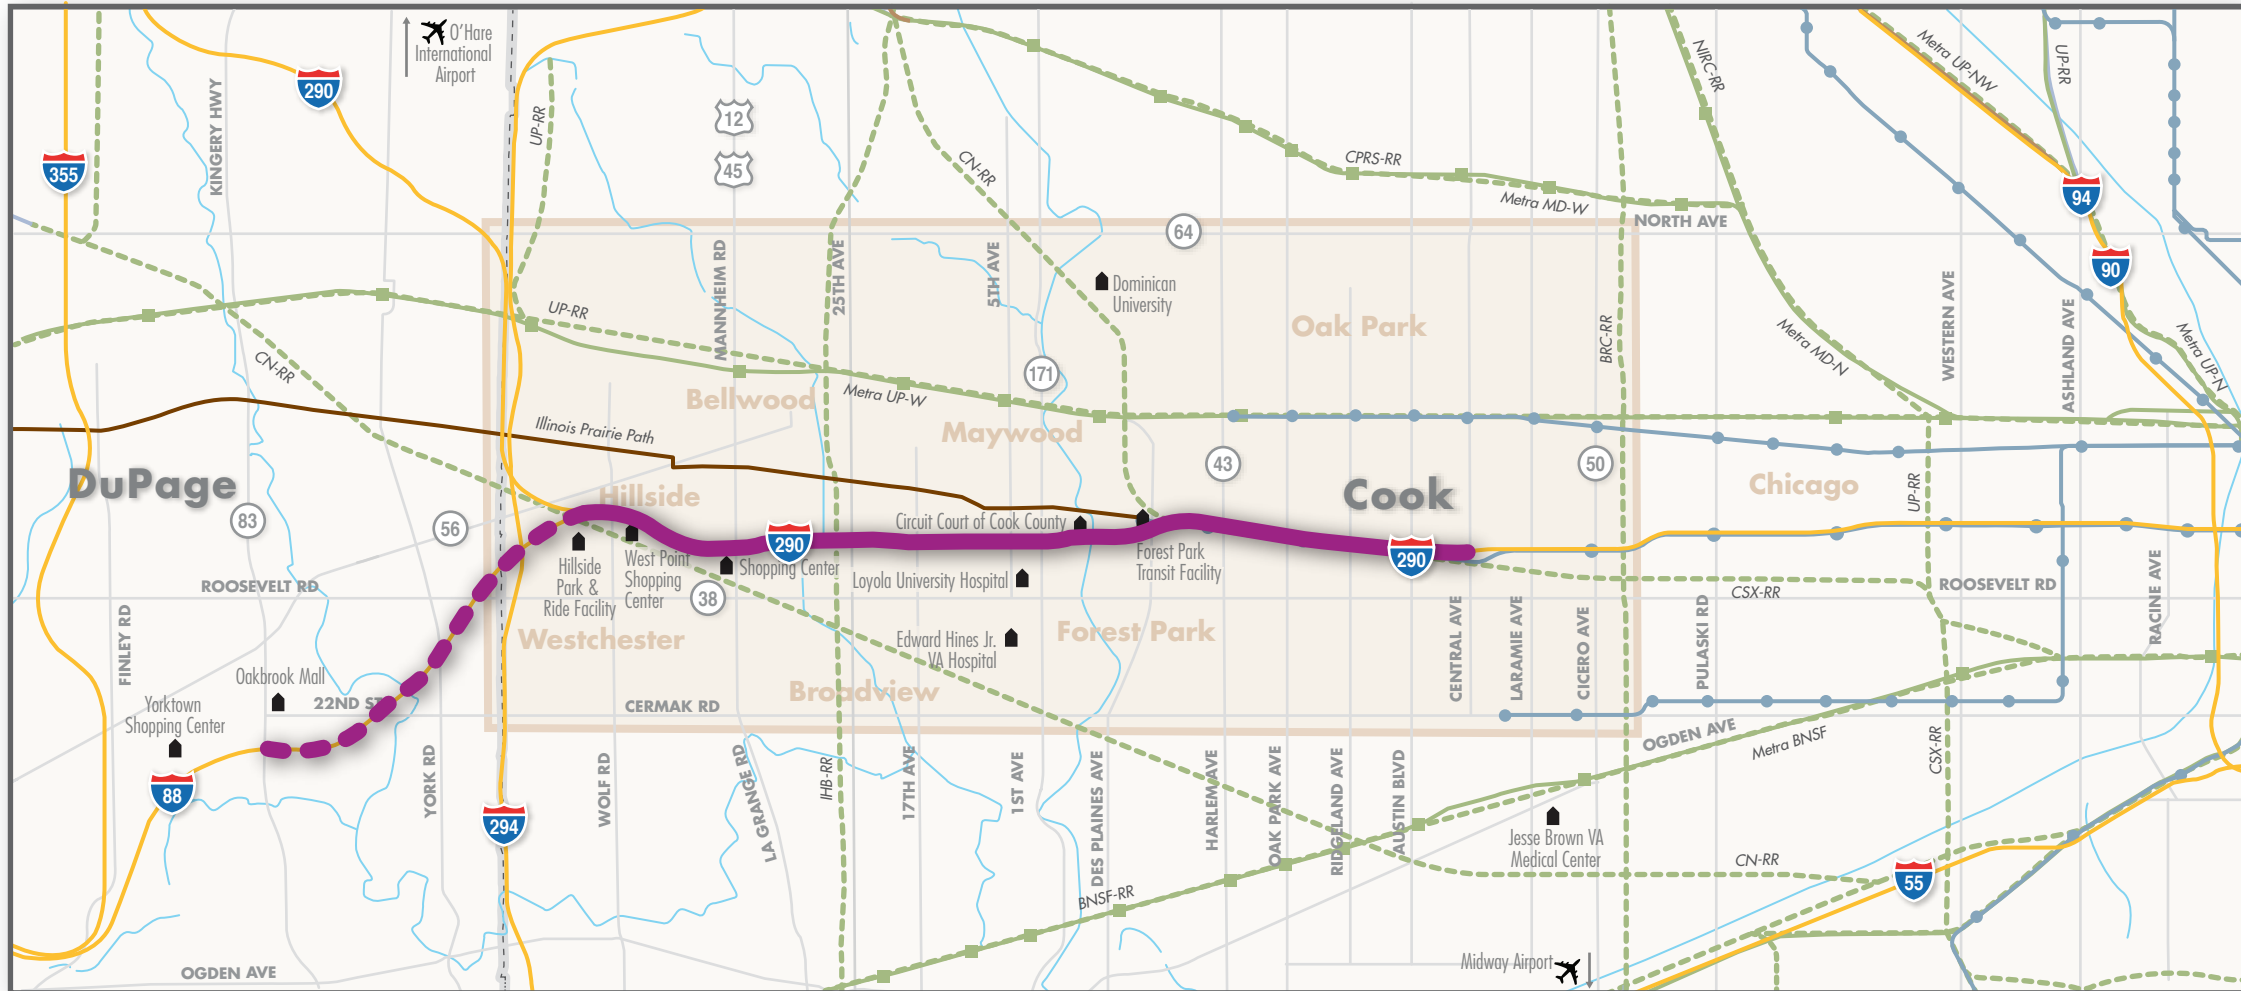 O'Hare
International
Airport
290
355
KINGERY HWY
UP-RR
12
45
CN-RR
CPRS-RR
Metra MD-W
NIRC-RR
Metra UP-NW
UP-RR
94
90
NORTH AVE
64
MANNHEIM RD
25TH AVE
5TH AVE
Dominican
University
Oak Park
BRC-RR
Metra MD-N
WESTERN AVE
ASHLAND AVE
Metra UP-N
UP-RR
CN-RR
171
Bellwood
Metra UP-W
Maywood
Illinois Prairie Path
DuPage
83
56
Hillside
43
Cook
50
Chicago
UP-RR
Circuit Court of Cook County
290
290
Hillside
Park &
Ride Facility
West Point
Shopping
Center
Shopping Center
38
Loyola University Hospital
Forest Park
Transit Facility
ROOSEVELT RD
CSX-RR
ROOSEVELT RD
FINLEY RD
Westchester
Edward Hines Jr.
VA Hospital
Forest Park
CENTRAL AVE
LARAMIE AVE
CICERO AVE
PULASKI RD
RACINE AVE
Oakbrook Mall
22ND ST
Yorktown
Shopping Center
Broadview
CERMAK RD
OGDEN AVE
Metra BNSF
CSX-RR
88
YORK RD
294
WOLF RD
LA GRANGE RD
IHB-RR
17TH AVE
1ST AVE
DES PLAINES AVE
HARLEM AVE
OAK PARK AVE
RIDGELAND AVE
AUSTIN BLVD
Jesse Brown VA
Medical Center
CN-RR
55
BNSF-RR
OGDEN AVE
Midway Airport